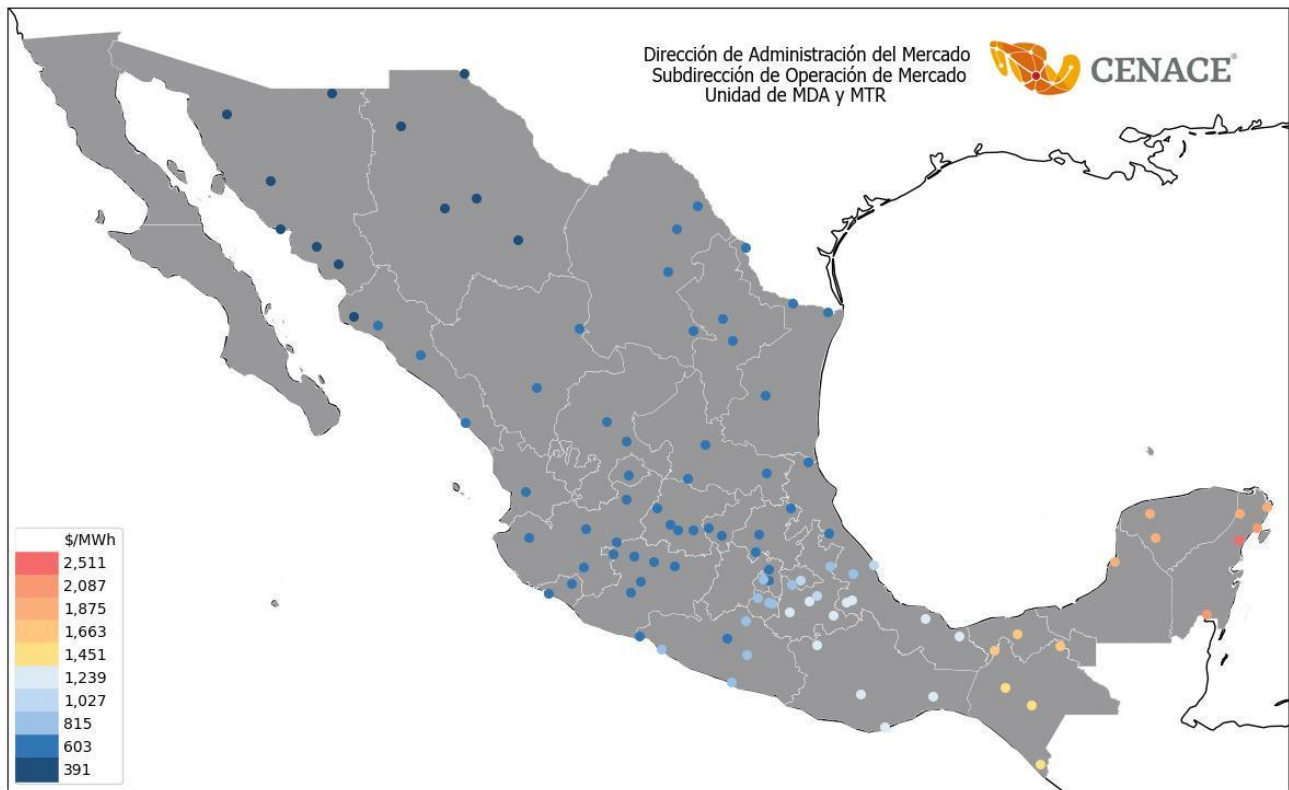 Dirección de Administración del Mercado
Subdirección de Operación de Mercado
Unidad de MDA y MTR
CENACE®
$/MWh
2,511
2,087
1,875
1,663
1,451
1,239
1,027
815
603
391